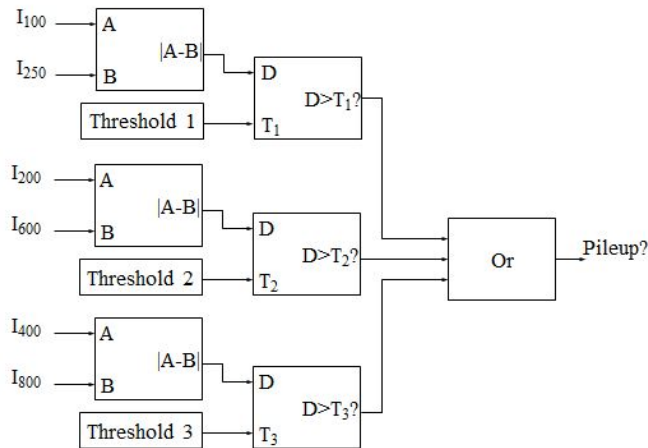 I₁₀₀
A
|A-B|
I₂₅₀
B
D
D>T₁?
Threshold 1
T₁
I₂₀₀
A
|A-B|
I₆₀₀
B
D
D>T₂?
Threshold 2
T₂
Or
Pileup?
I₄₀₀
A
|A-B|
I₈₀₀
B
D
D>T₃?
Threshold 3
T₃